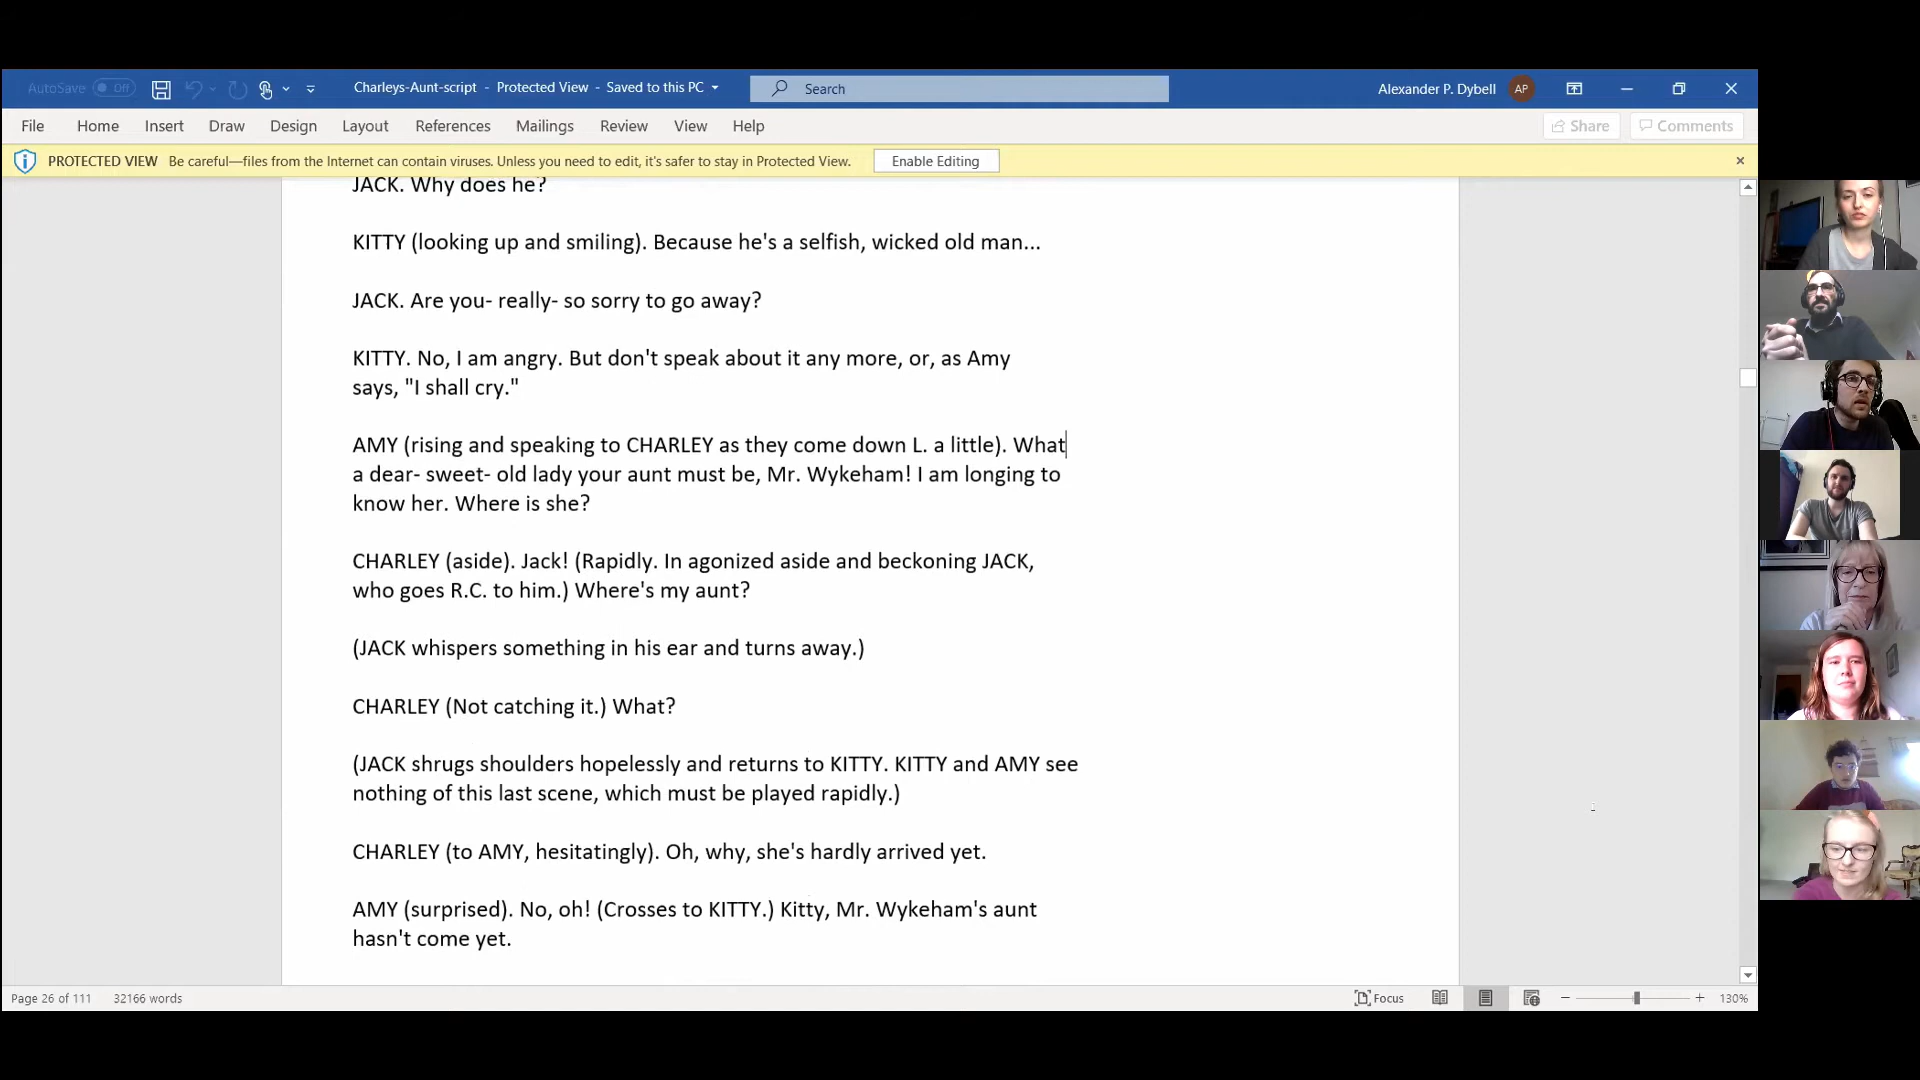 AutoSave Off Charleys-Aunt-script - Protected View - Saved to this PC Search Alexander P. Dybell AP
File Home Insert Draw Design Layout References Mailings Review View Help Share Comments
PROTECTED VIEW Be careful—files from the Internet can contain viruses. Unless you need to edit, it's safer to stay in Protected View. Enable Editing
JACK. Why does he?
KITTY (looking up and smiling). Because he's a selfish, wicked old man...
JACK. Are you- really- so sorry to go away?
KITTY. No, I am angry. But don't speak about it any more, or, as Amy
says, "I shall cry."
AMY (rising and speaking to CHARLEY as they come down L. a little). What
a dear- sweet- old lady your aunt must be, Mr. Wykeham! I am longing to
know her. Where is she?
CHARLEY (aside). Jack! (Rapidly. In agonized aside and beckoning JACK,
who goes R.C. to him.) Where's my aunt?
(JACK whispers something in his ear and turns away.)
CHARLEY (Not catching it.) What?
(JACK shrugs shoulders hopelessly and returns to KITTY. KITTY and AMY see
nothing of this last scene, which must be played rapidly.)
CHARLEY (to AMY, hesitatingly). Oh, why, she's hardly arrived yet.
AMY (surprised). No, oh! (Crosses to KITTY.) Kitty, Mr. Wykeham's aunt
hasn't come yet.
Page 26 of 111 32166 words Focus 130%